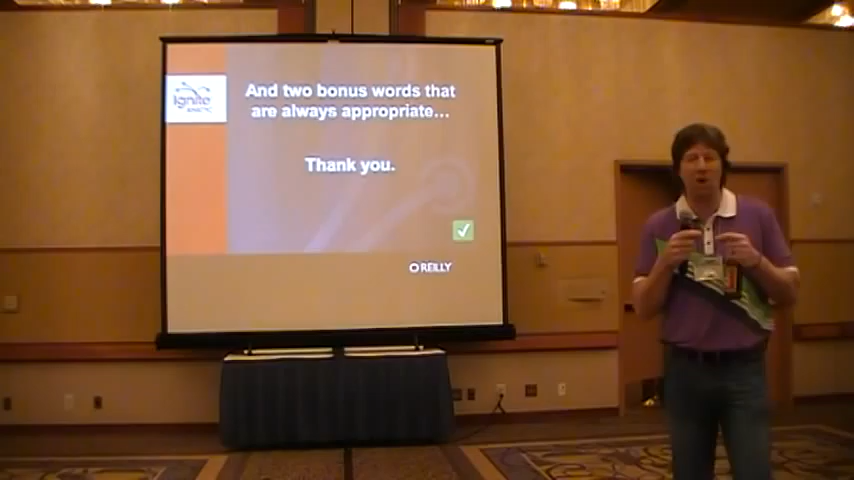 Ignite
And two bonus words that
are always appropriate...
Thank you.
O'REILLY